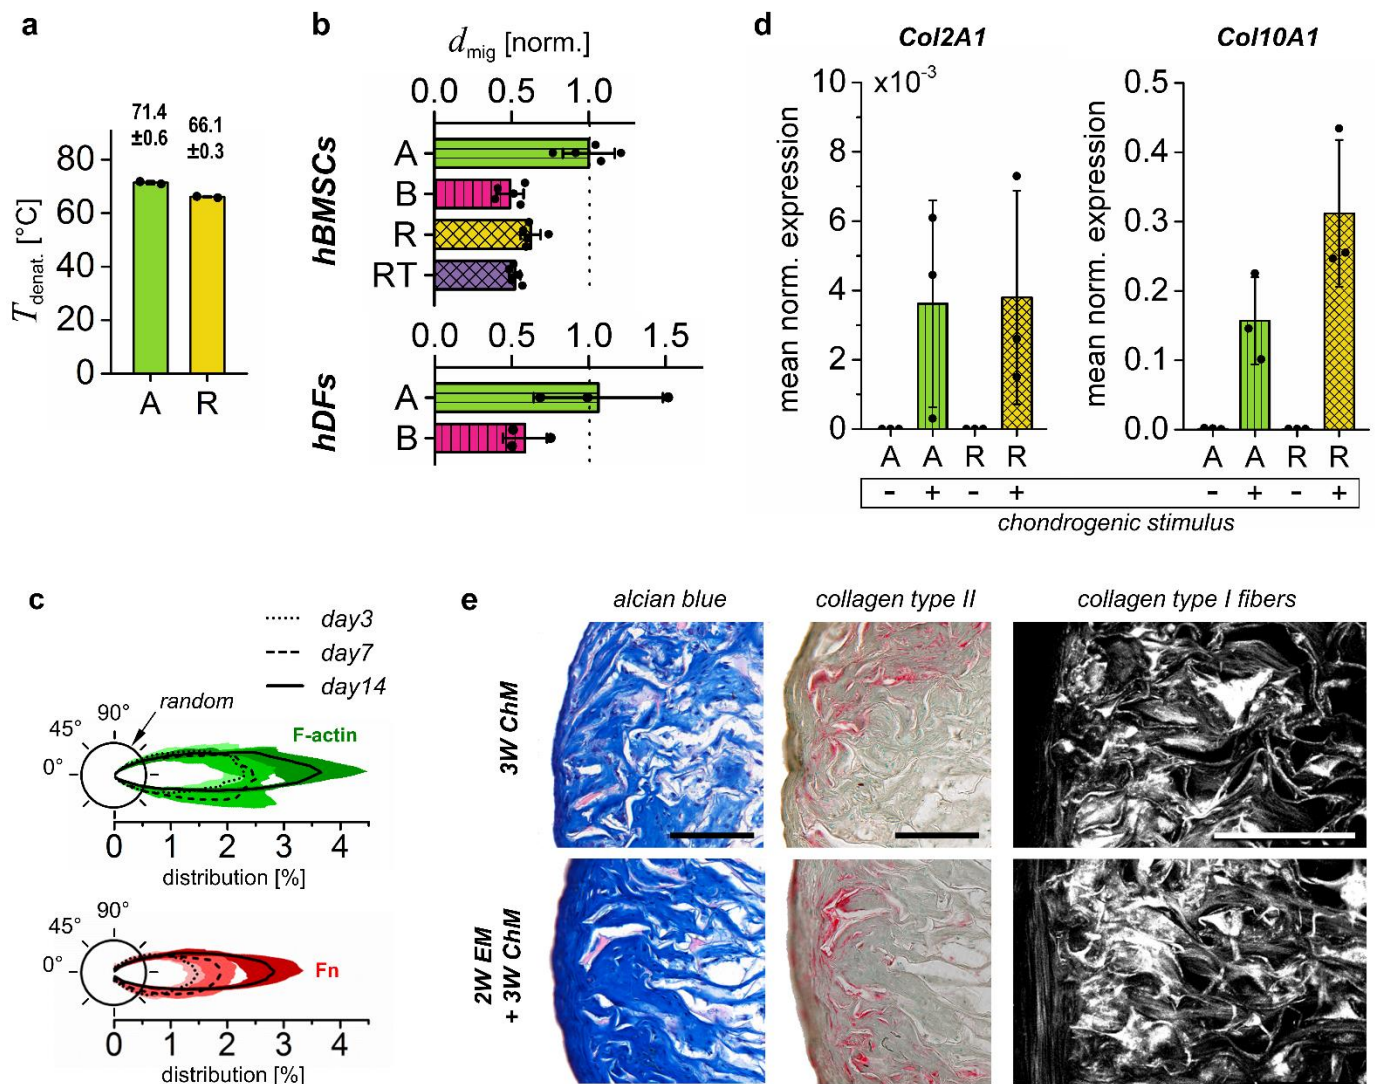 a
71.4
±0.6
66.1
±0.3
T denat. [°C]
80
60
40
20
0
A
R
b
d mig [norm.]
0.0 0.5 1.0
hBMSCs
A
B
R
RT
0.0 0.5 1.0 1.5
hDFs
A
B
d
Col2A1
x10⁻³
mean norm. expression
10
8
6
4
2
0
A A R R
- + - +
Col10A1
mean norm. expression
0.5
0.4
0.3
0.2
0.1
0.0
A A R R
- + - +
chondrogenic stimulus
c
day3
day7
day14
random
90°
45°
0°
F-actin
0 1 2 3 4
distribution [%]
90°
45°
0°
Fn
0 1 2 3 4
distribution [%]
e
alcian blue
collagen type II
collagen type I fibers
3W ChM
2W EM
+ 3W ChM